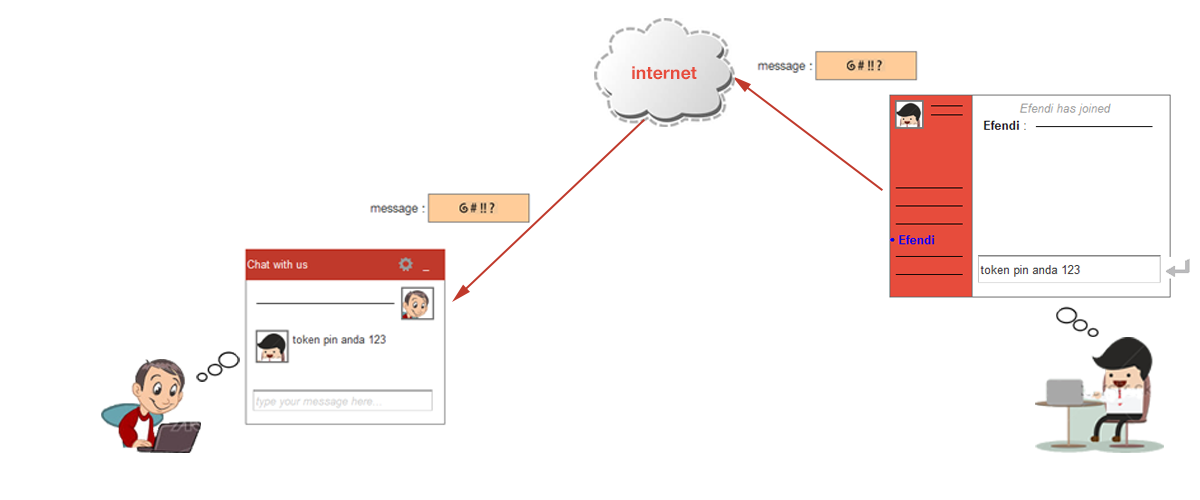 internet
message : @#!!?
Efendi has joined
Efendi :
• Efendi
token pin anda 123
message : @#!!?
Chat with us
token pin anda 123
type your message here...